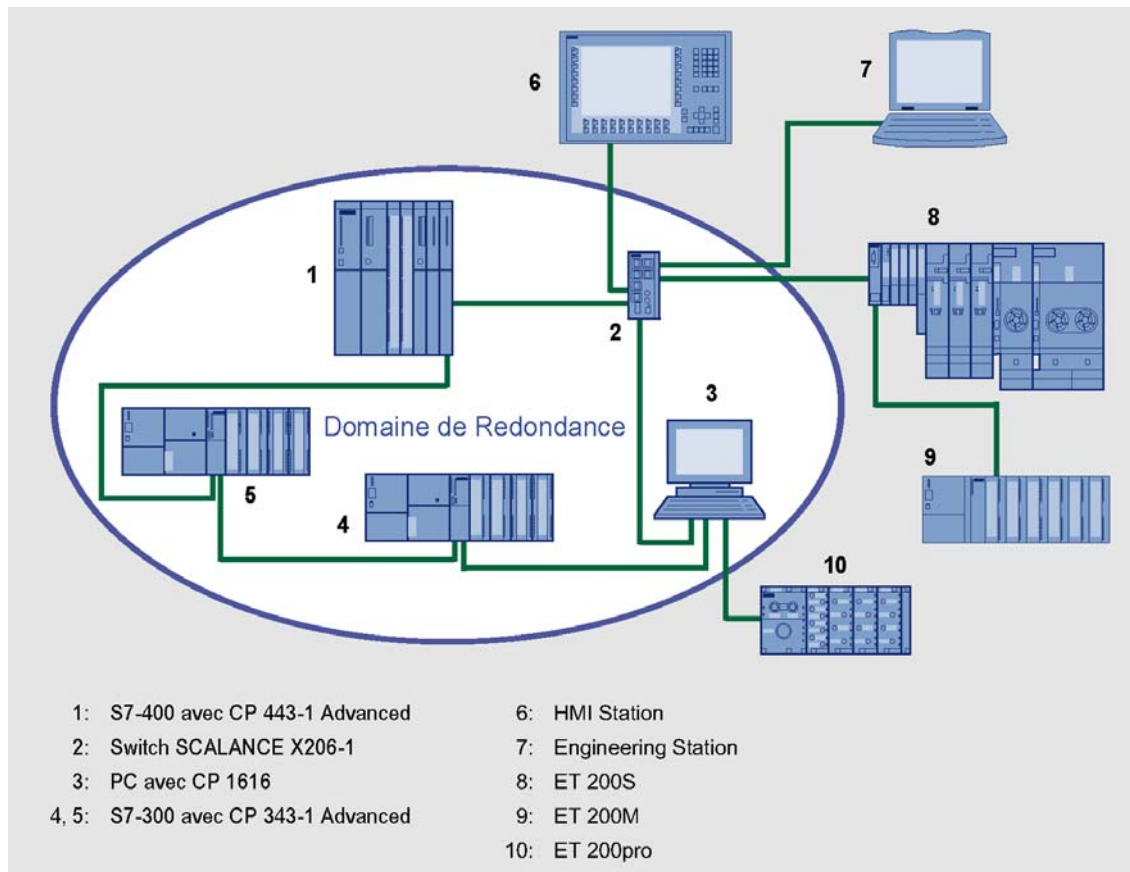 6
7
8
1
2
3
Domaine de Redondance
5
4
9
10
1: S7-400 avec CP 443-1 Advanced
2: Switch SCALANCE X206-1
3: PC avec CP 1616
4, 5: S7-300 avec CP 343-1 Advanced
6: HMI Station
7: Engineering Station
8: ET 200S
9: ET 200M
10: ET 200pro